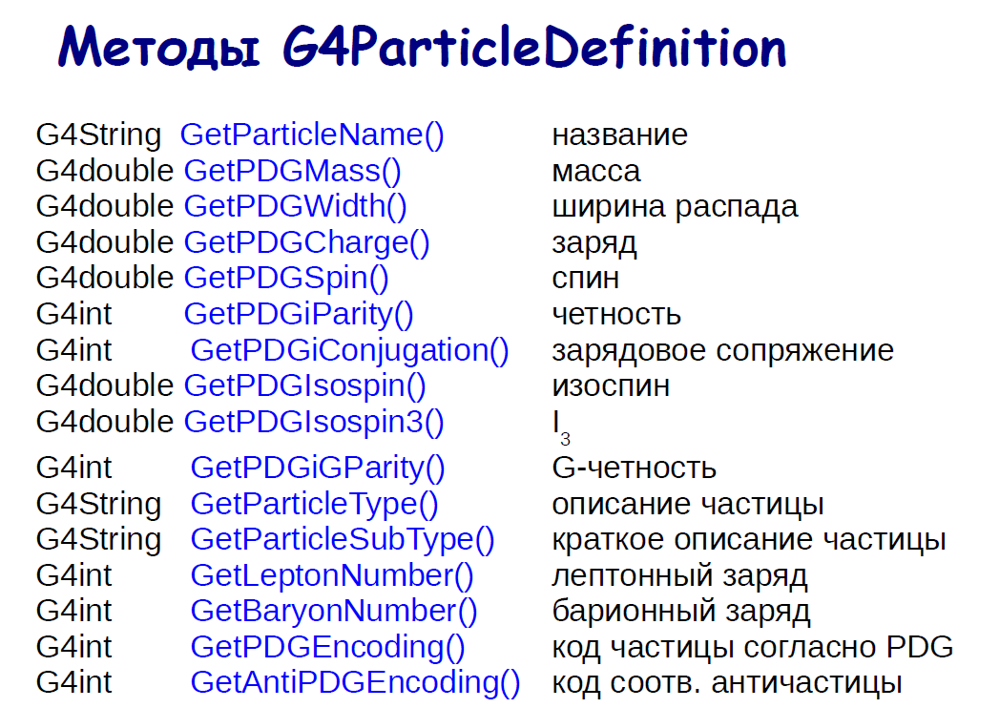 Методы G4ParticleDefinition
G4String GetParticleName() название
G4double GetPDGMass() масса
G4double GetPDGWidth() ширина распада
G4double GetPDGCharge() заряд
G4double GetPDGSpin() спин
G4int GetPDGiParity() четность
G4int GetPDGiConjugation() зарядовое сопряжение
G4double GetPDGIsospin() изоспин
G4double GetPDGIsospin3() I3
G4int GetPDGiGParity() G-четность
G4String GetParticleType() описание частицы
G4String GetParticleSubType() краткое описание частицы
G4int GetLeptonNumber() лептонный заряд
G4int GetBaryonNumber() барионный заряд
G4int GetPDGEncoding() код частицы согласно PDG
G4int GetAntiPDGEncoding() код соотв. античастицы